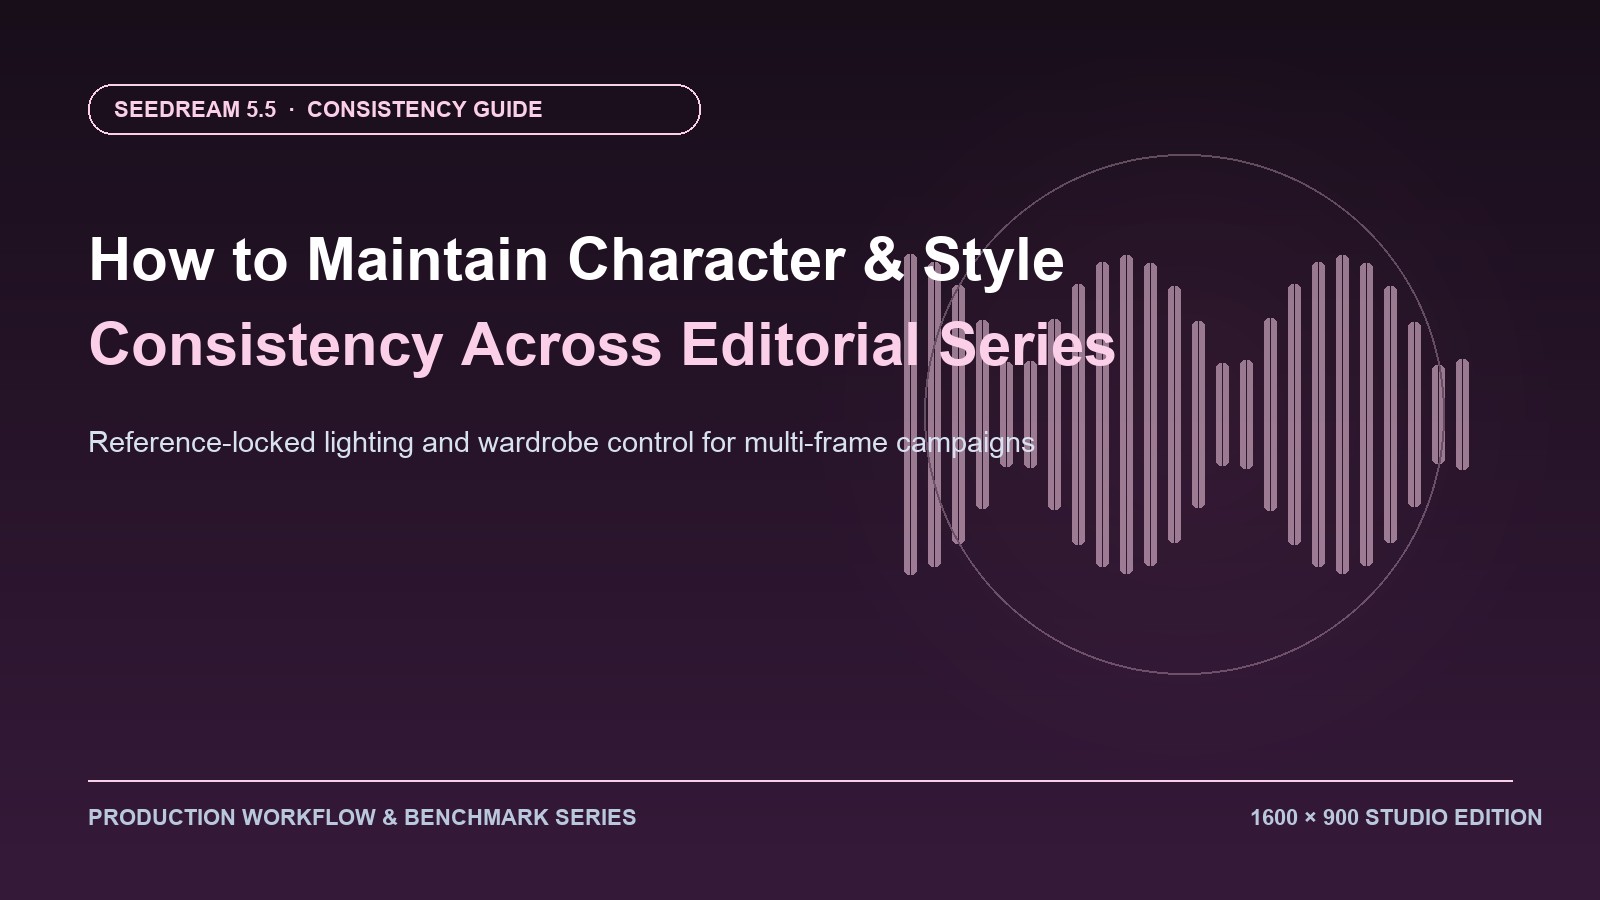 SEEDREAM 5.5 · CONSISTENCY GUIDE
How to Maintain Character & Style
Consistency Across Editorial Series
Reference-locked lighting and wardrobe control for multi-frame campaigns
PRODUCTION WORKFLOW & BENCHMARK SERIES
1600 × 900 STUDIO EDITION